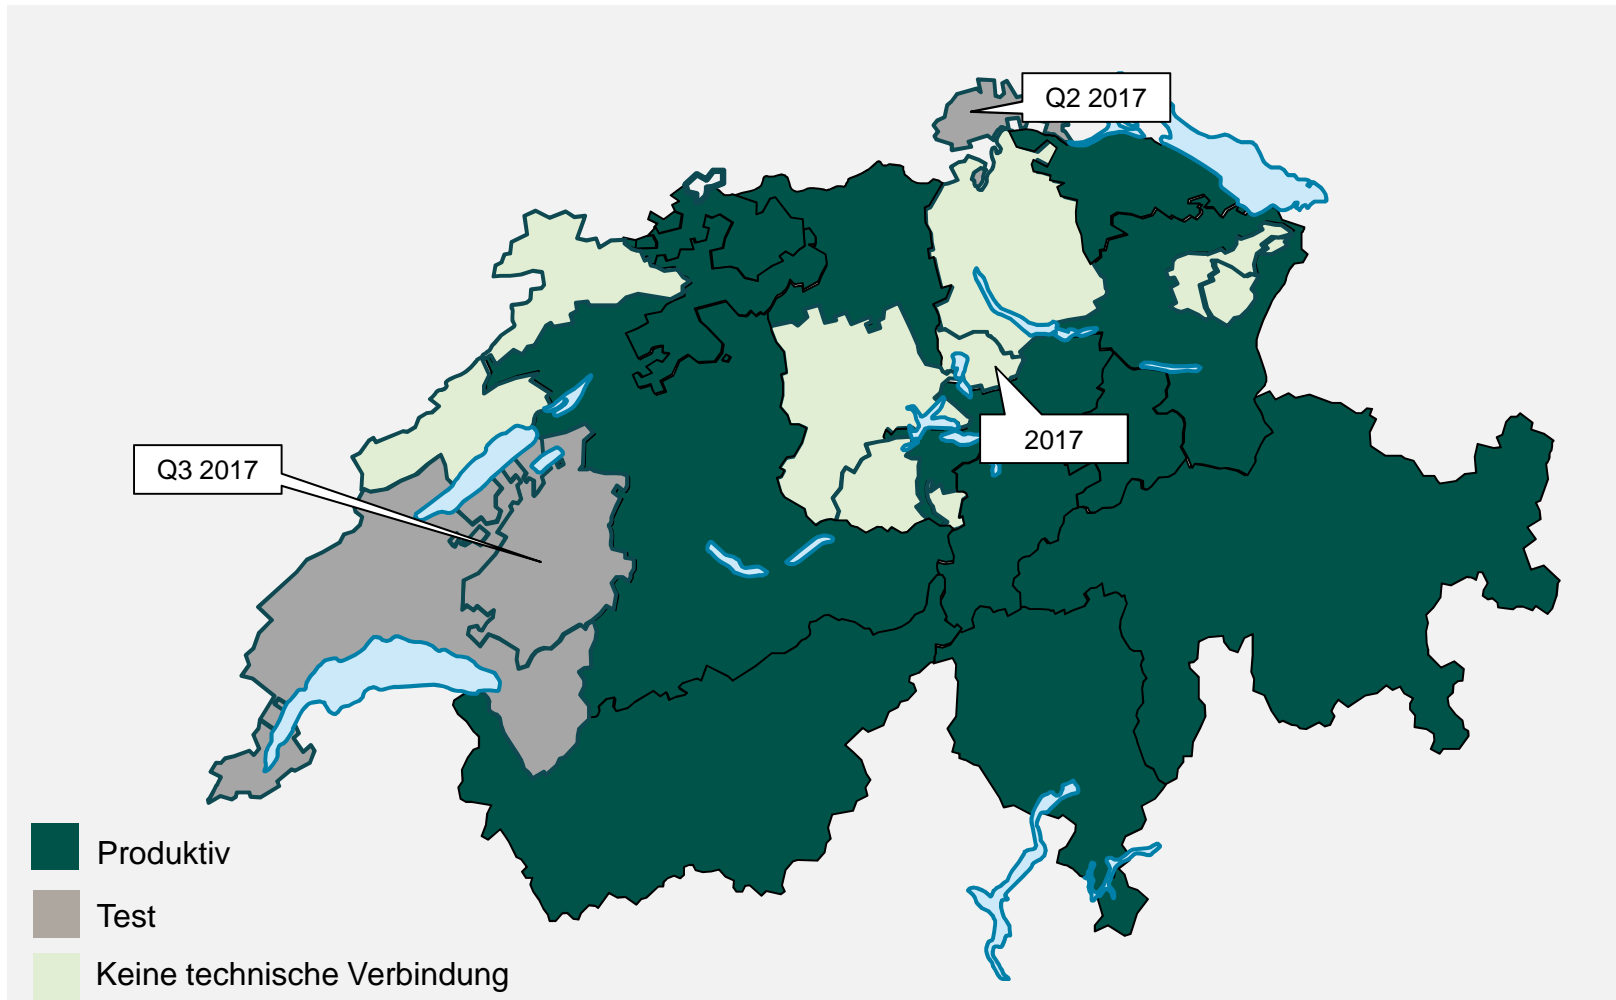 Q2 2017
2017
Q3 2017
Produktiv
Test
Keine technische Verbindung